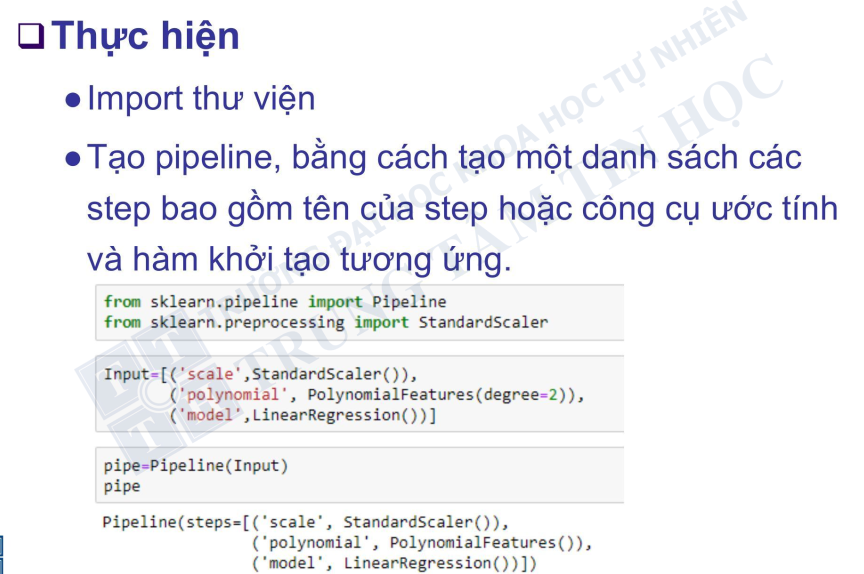 Thực hiện
Import thư viện
Tạo pipeline, bằng cách tạo một danh sách các
step bao gồm tên của step hoặc công cụ ước tính
và hàm khởi tạo tương ứng.
from sklearn.pipeline import Pipeline
from sklearn.preprocessing import StandardScaler
Input=[('scale',StandardScaler()),
('polynomial', PolynomialFeatures(degree=2)),
('model',LinearRegression())]
pipe=Pipeline(Input)
pipe
Pipeline(steps=[('scale', StandardScaler()),
('polynomial', PolynomialFeatures()),
('model', LinearRegression())])
TRƯỜNG ĐẠI HỌC KHOA HỌC TỰ NHIÊN
TRUNG TÂM TIN HỌC